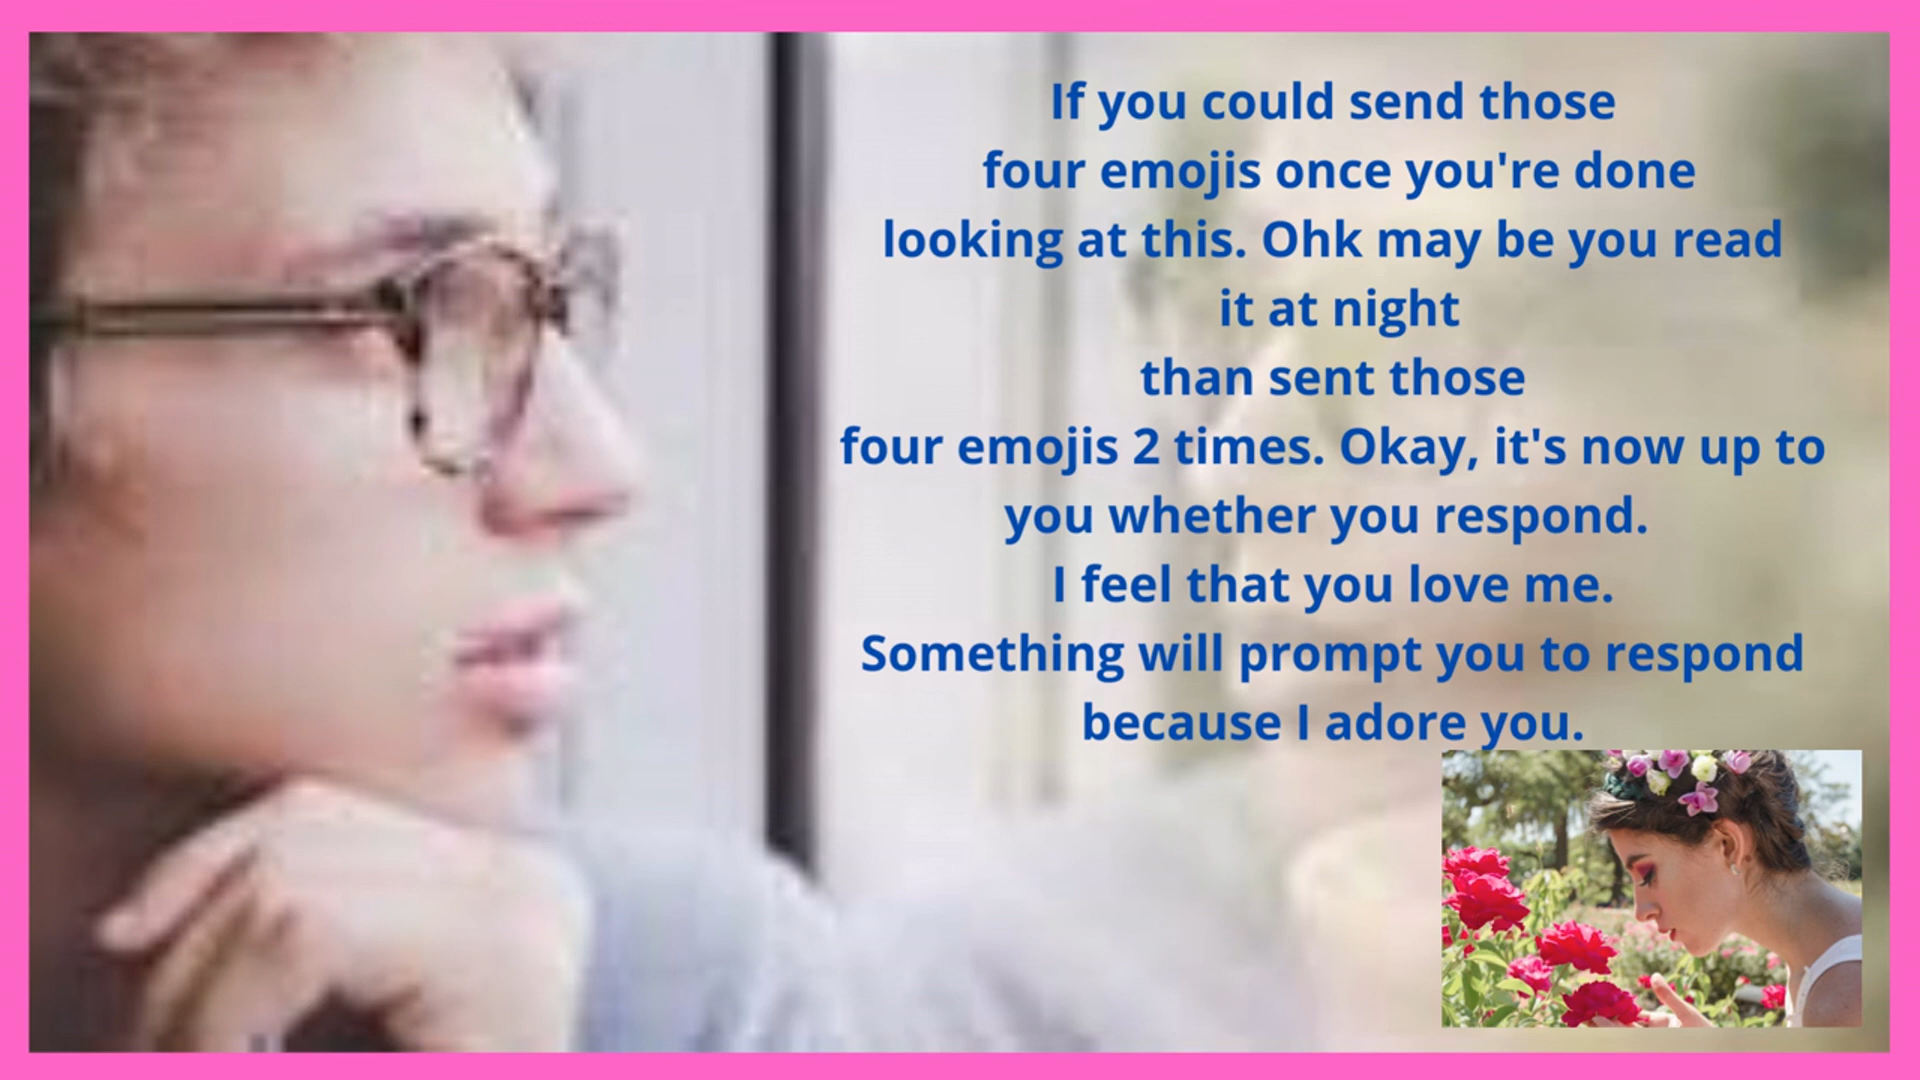 If you could send those
four emojis once you're done
looking at this. Ohk may be you read
it at night
than sent those
four emojis 2 times. Okay, it's now up to
you whether you respond.
I feel that you love me.
Something will prompt you to respond
because I adore you.